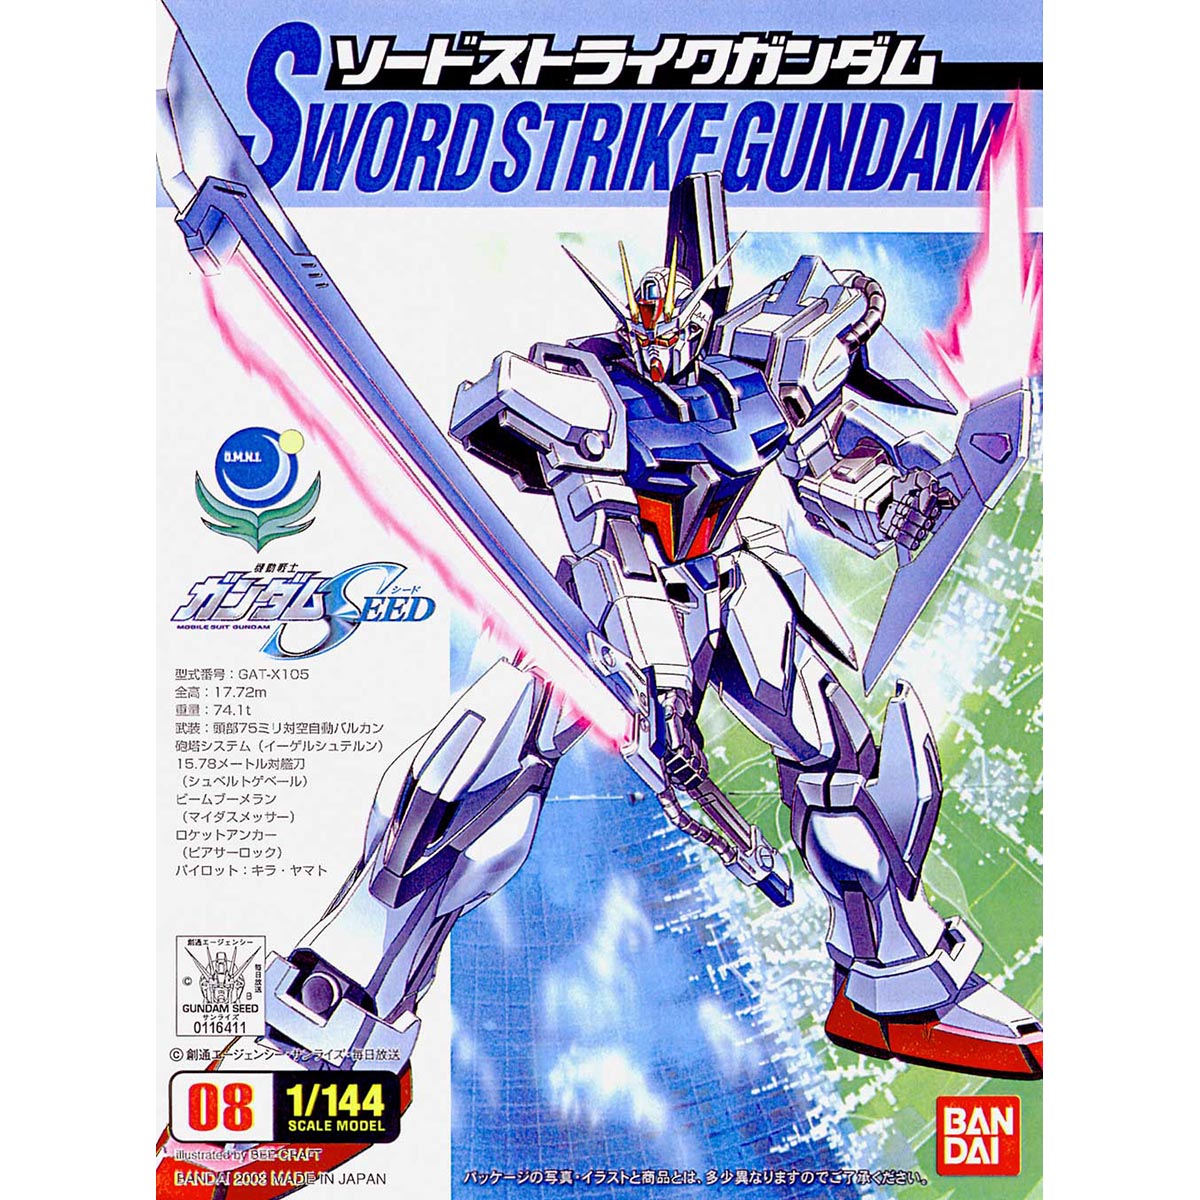 ソードストライクガンダム
SWORD STRIKE GUNDAM
O.M.N.I.
機動戦士
ガンダムSEED
シード
MOBILE SUIT GUNDAM
型式番号：GAT-X105
全高：17.72m
重量：74.1t
武装：頭部75ミリ対空自動バルカン
砲塔システム（イーゲルシュテルン）
15.78メートル対艦刀
（シュベルトゲベール）
ビームブーメラン
（マイダスメッサー）
ロケットアンカー
（ピアサーロック）
パイロット：キラ・ヤマト
創通エージェンシー
毎日放送
©
B
GUNDAM SEED
サンライズ
0116411
© 創通エージェンシー・サンライズ・毎日放送
08
1/144
SCALE MODEL
illustrated by BEE-CRAFT
BANDAI 2003 MADE IN JAPAN
パッケージの写真・イラストと商品とは、多少異なりますのでご了承ください。
BAN
DAI